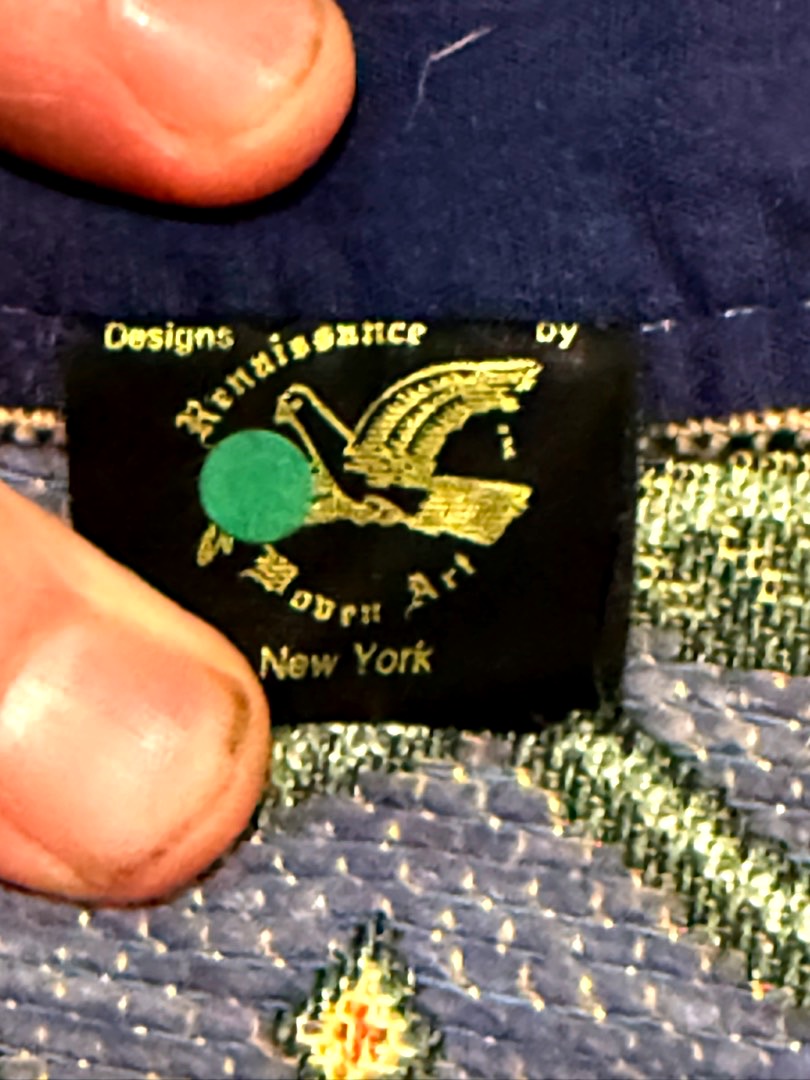 Designs by
Renaissance
Woven Art
New York